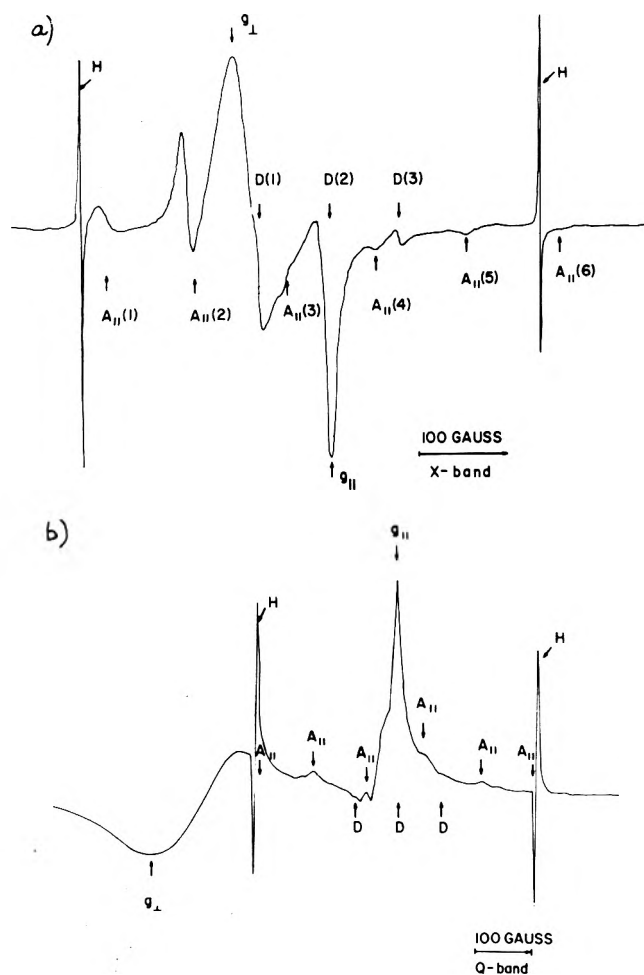 a)
g⊥
H
H
D(1)
D(2)
D(3)
A||(1)
A||(2)
A||(3)
A||(4)
A||(5)
A||(6)
100 GAUSS
X-band
g||
b)
g||
H
H
A||
A||
A||
A||
A||
A||
D
D
D
g⊥
100 GAUSS
Q-band